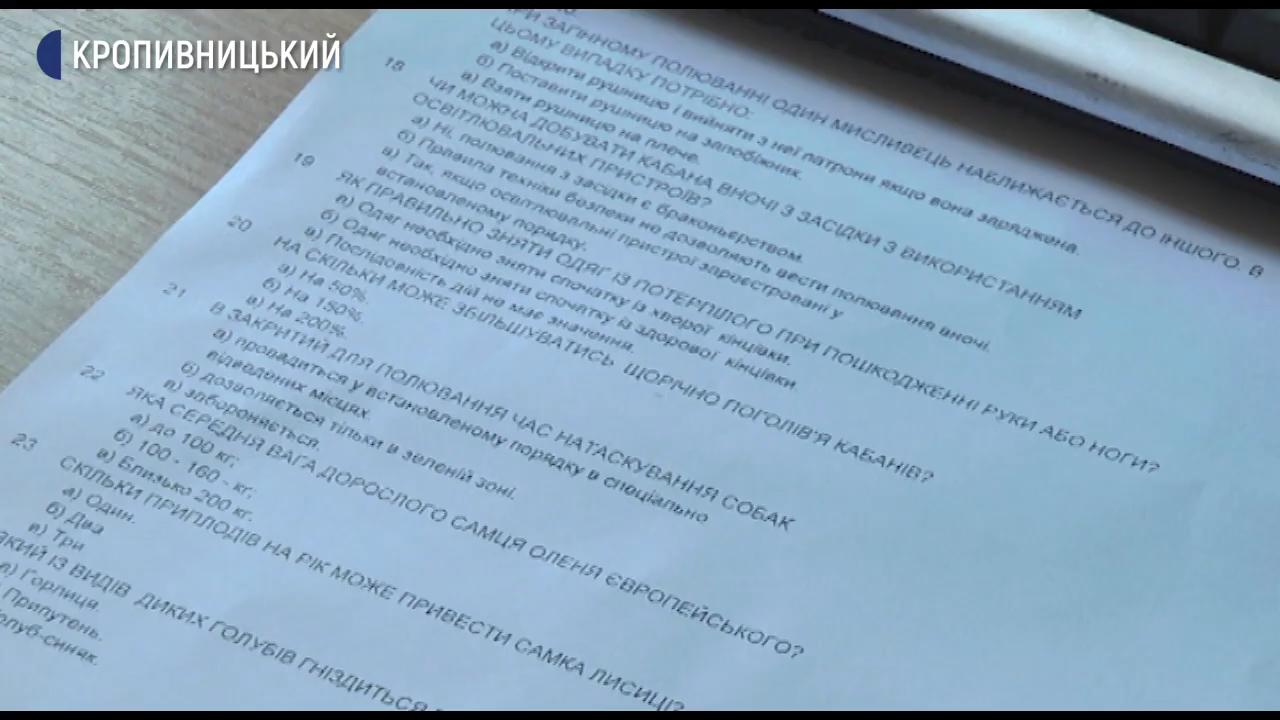 КРОПИВНИЦЬКИЙ
ПРИ ЗАГІННОМУ ПОЛЮВАННІ ОДИН МИСЛИВЕЦЬ НАБЛИЖАЄТЬСЯ ДО ІНШОГО. В
ЦЬОМУ ВИПАДКУ ПОТРІБНО:
а) Відкрити рушницю і вийняти з неї патрони якщо вона заряджена.
б) Поставити рушницю на запобіжник.
в) Взяти рушницю на плече.
18 ЧИ МОЖНА ДОБУВАТИ КАБАНА ВНОЧІ З ЗАСІДКИ З ВИКОРИСТАННЯМ
ОСВІТЛЮВАЛЬНИХ ПРИСТРОЇВ?
а) Ні, полювання з засідки є браконьєрством.
б) Правила техніки безпеки не дозволяють вести полювання вночі.
в) Так, якщо освітлювальні пристрої зареєстровані у
встановленому порядку.
19 ЯК ПРАВИЛЬНО ЗНЯТИ ОДЯГ ІЗ ПОТЕРПІЛОГО ПРИ ПОШКОДЖЕННІ РУКИ АБО НОГИ?
а) Одяг необхідно зняти спочатку із хворої кінцівки.
б) Одяг необхідно зняти спочатку із здорової кінцівки
в) Послідовність дій не має значення.
20 НА СКІЛЬКИ МОЖЕ ЗБІЛЬШУВАТИСЬ ЩОРІЧНО ПОГОЛІВ'Я КАБАНІВ?
а) На 50%.
б) На 150%.
в) На 200%.
21 В ЗАКРИТИЙ ДЛЯ ПОЛЮВАННЯ ЧАС НАТАСКУВАННЯ СОБАК
а) провадиться у встановленому порядку в спеціально
відведених місцях.
б) дозволяється тільки в зеленій зоні.
в) забороняється.
22 ЯКА СЕРЕДНЯ ВАГА ДОРОСЛОГО САМЦЯ ОЛЕНЯ ЄВРОПЕЙСЬКОГО?
а) до 100 кг;
б) 100 - 160 - кг;
в) Близько 200 кг.
23 СКІЛЬКИ ПРИПЛОДІВ НА РІК МОЖЕ ПРИВЕСТИ САМКА ЛИСИЦІ?
а) Один.
б) Два
в) Три
ЯКИЙ ІЗ ВИДІВ ДИКИХ ГОЛУБІВ ГНІЗДИТЬСЯ
а) Горлиця.
Припутень.
Голуб-синяк.